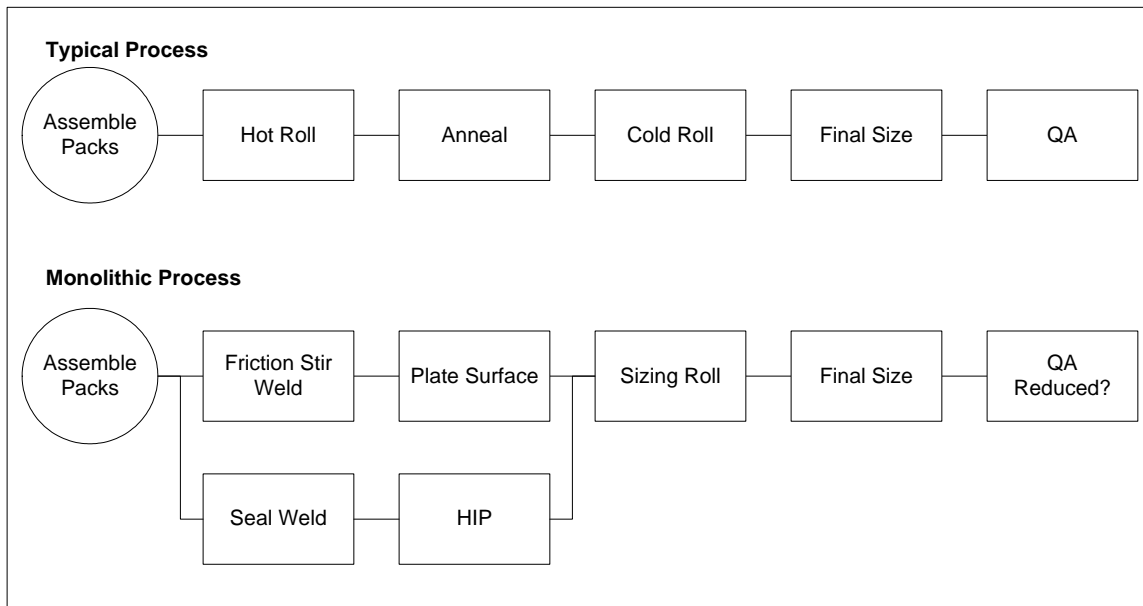 Typical Process
Assemble
Packs
Hot Roll
Anneal
Cold Roll
Final Size
QA
Monolithic Process
Assemble
Packs
Friction Stir
Weld
Plate Surface
Sizing Roll
Final Size
QA
Reduced?
Seal Weld
HIP